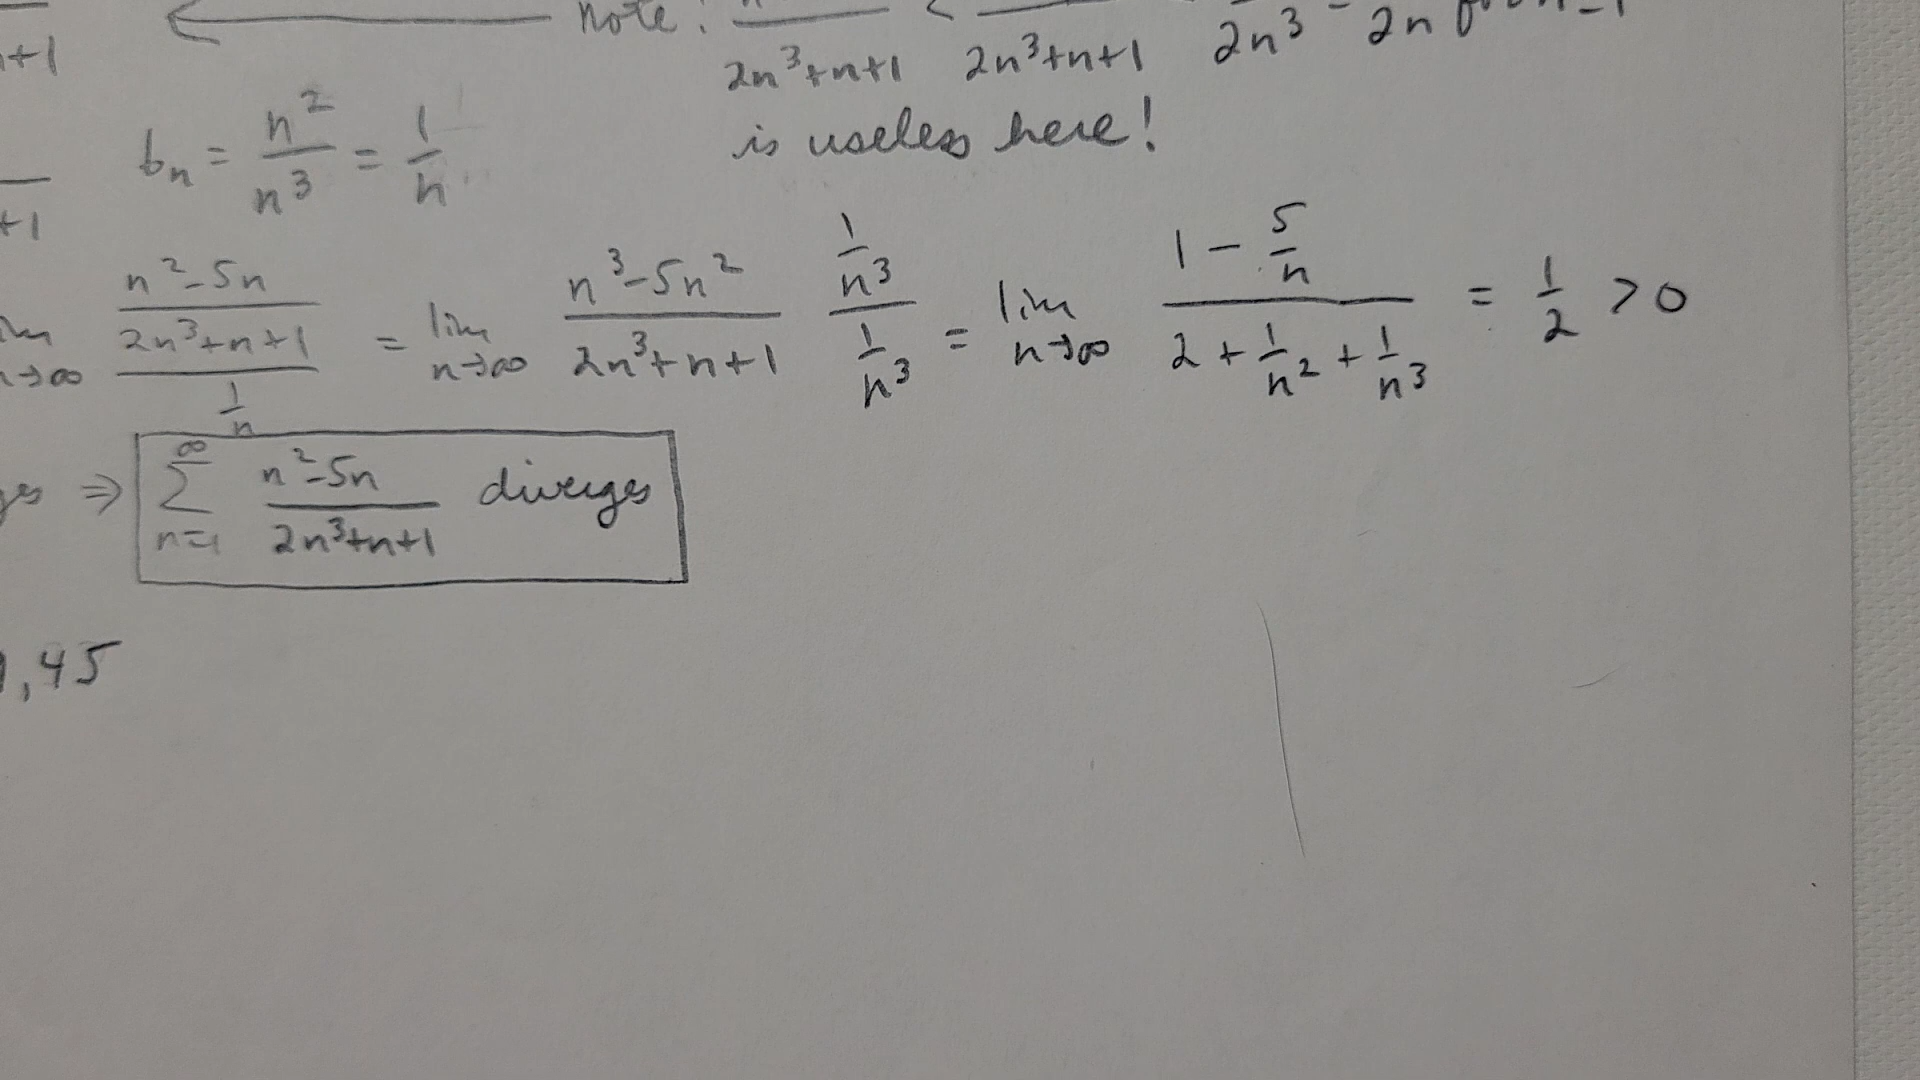 note: 2n³+n+1 < 2n³+n+1 2n³ = 2n
+1
is useless here!
bₙ = n²/n³ = 1/n
+1
lim n→∞ ((n²-5n)/(2n³+n+1))/(1/n) = lim n→∞ (n³-5n²)/(2n³+n+1) (1/n³)/(1/n³) = lim n→∞ (1 - 5/n)/(2 + 1/n² + 1/n³) = 1/2 > 0
⇒ ∑ n=1 ∞ (n²-5n)/(2n³+n+1) diverges
,45